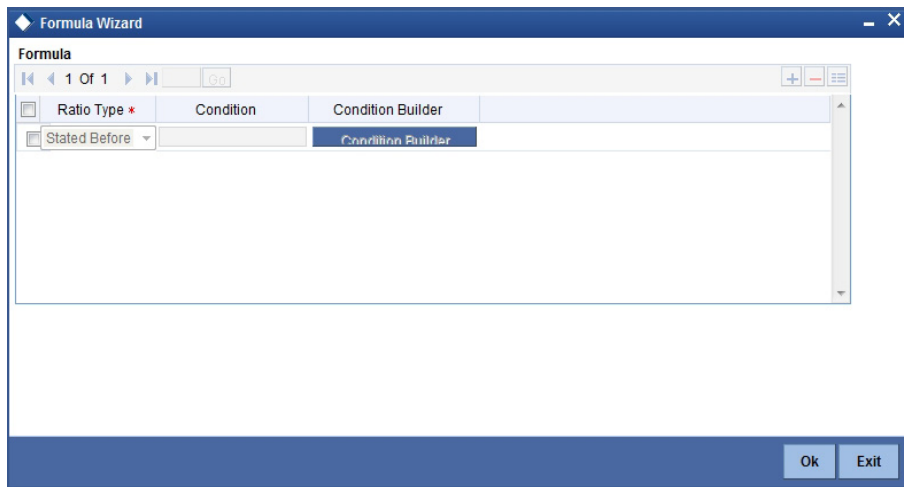 Formula Wizard
Formula
1 Of 1 Go
Ratio Type * Condition Condition Builder
Stated Before Condition Builder
Ok Exit